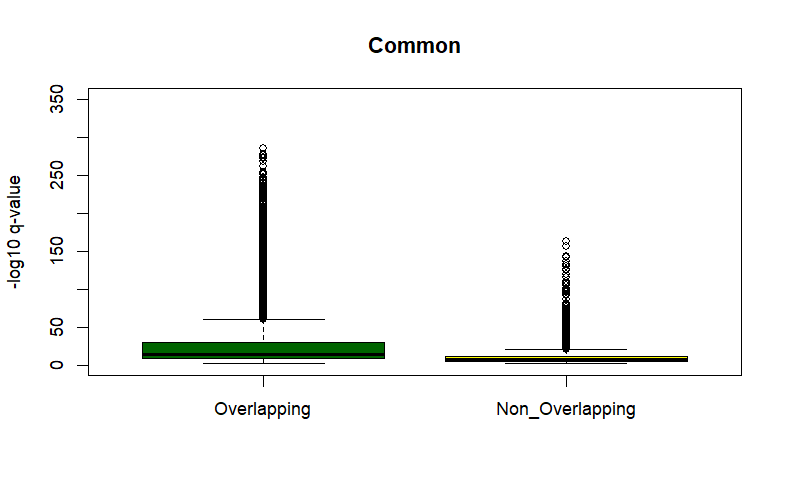 Common
-log10 q-value
350
250
150
50
0
Overlapping
Non_Overlapping